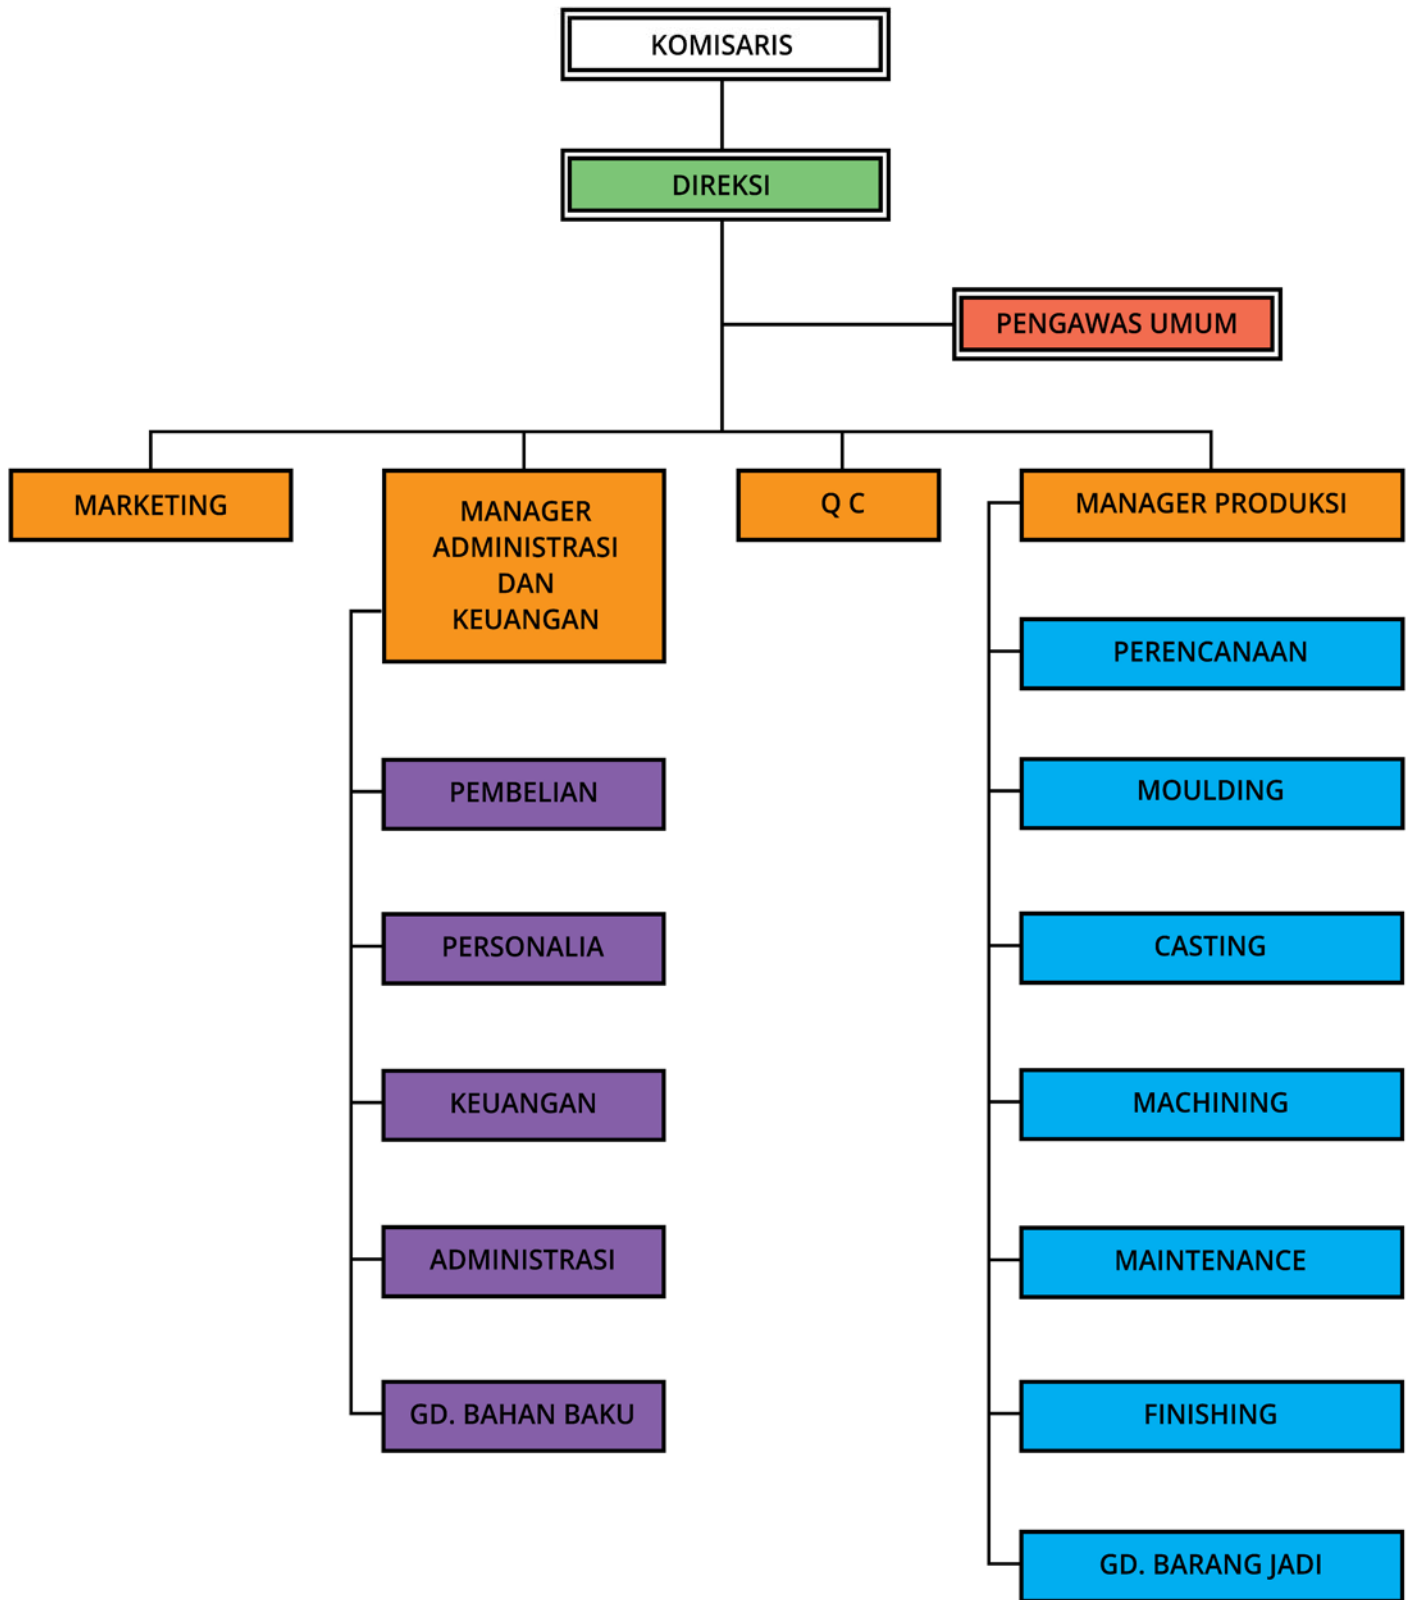 KOMISARIS
DIREKSI
PENGAWAS UMUM
MARKETING
MANAGER
ADMINISTRASI
DAN
KEUANGAN
Q C
MANAGER PRODUKSI
PEMBELIAN
PERSONALIA
KEUANGAN
ADMINISTRASI
GD. BAHAN BAKU
PERENCANAAN
MOULDING
CASTING
MACHINING
MAINTENANCE
FINISHING
GD. BARANG JADI